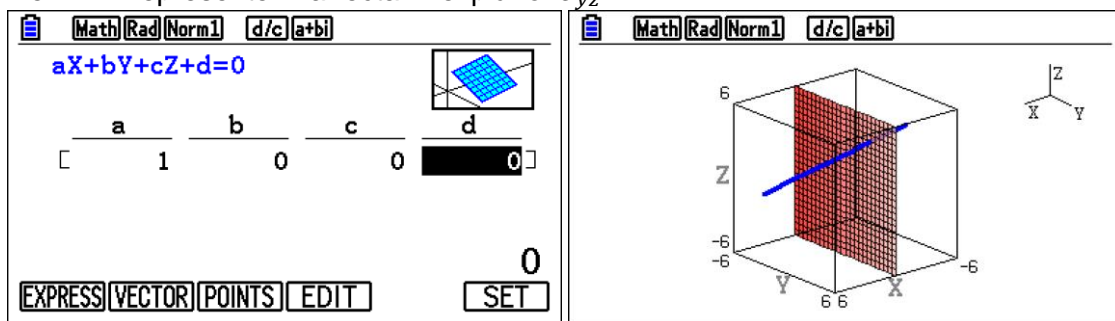 yz
Math Rad Norm1 d/c a+bi
aX+bY+cZ+d=0
a b c d
[ 1 0 0 0 ]
0
EXPRESS VECTOR POINTS EDIT SET
Math Rad Norm1 d/c a+bi
6
Z
-6
-6
Y
6 6
X
-6
Z
X Y